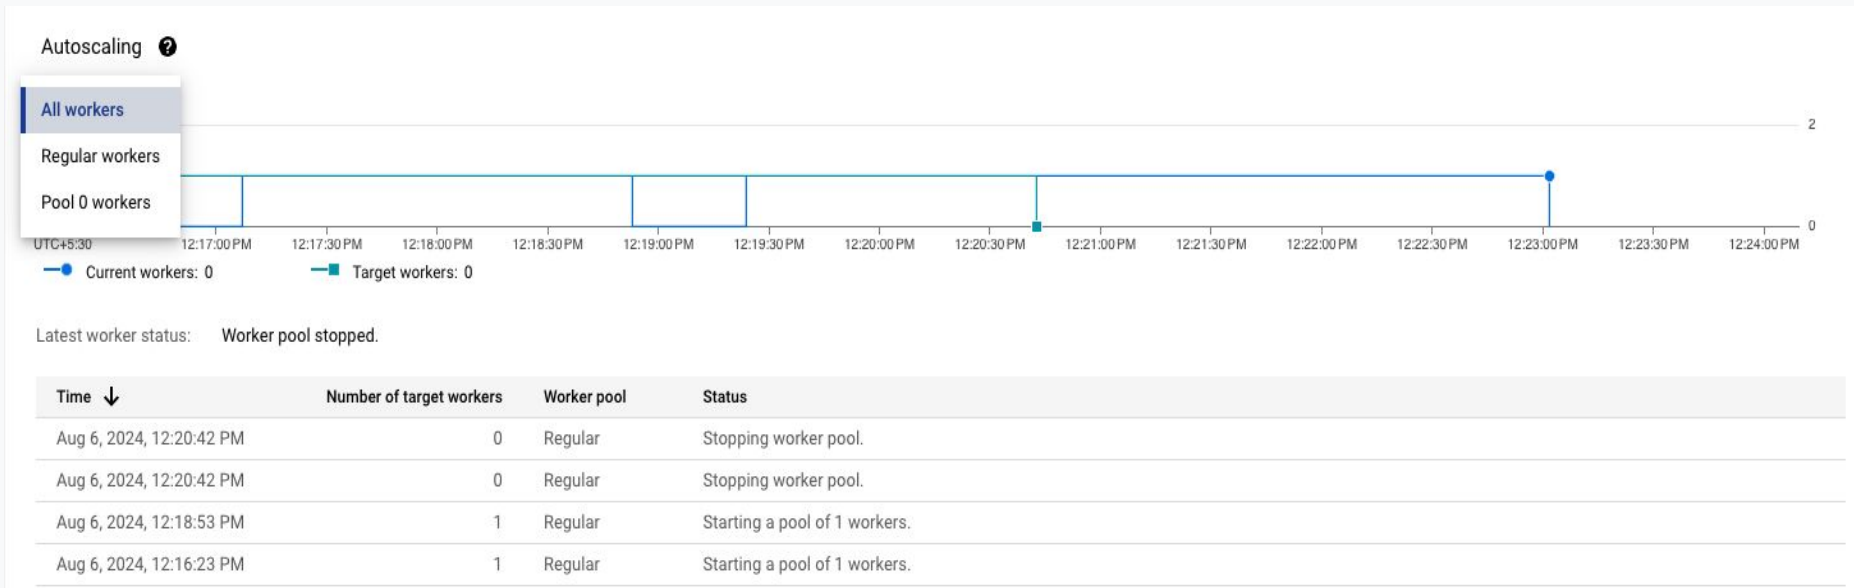 Autoscaling ?
All workers
2
Regular workers
Pool 0 workers
0
UTC+5:30 12:17:00 PM 12:17:30 PM 12:18:00 PM 12:18:30 PM 12:19:00 PM 12:19:30 PM 12:20:00 PM 12:20:30 PM 12:21:00 PM 12:21:30 PM 12:22:00 PM 12:22:30 PM 12:23:00 PM 12:23:30 PM 12:24:00 PM
Current workers: 0 Target workers: 0
Latest worker status: Worker pool stopped.
Time Number of target workers Worker pool Status
Aug 6, 2024, 12:20:42 PM 0 Regular Stopping worker pool.
Aug 6, 2024, 12:20:42 PM 0 Regular Stopping worker pool.
Aug 6, 2024, 12:18:53 PM 1 Regular Starting a pool of 1 workers.
Aug 6, 2024, 12:16:23 PM 1 Regular Starting a pool of 1 workers.